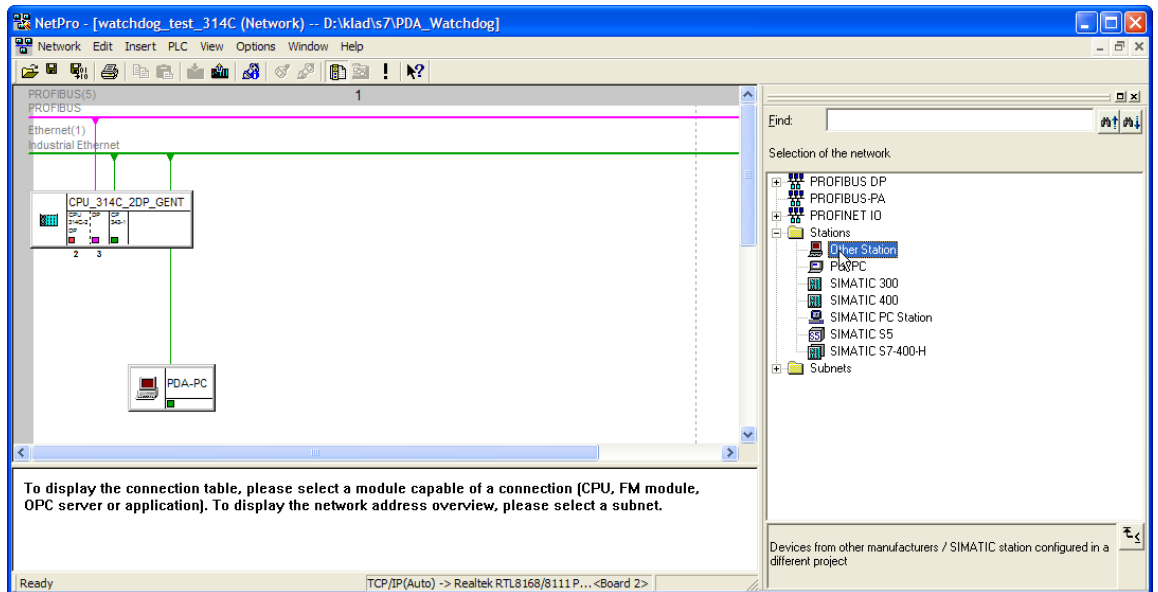 NetPro - [watchdog_test_314C (Network) -- D:\klad\s7\PDA_Watchdog]
Network Edit Insert PLC View Options Window Help
PROFIBUS(5)
1
PROFIBUS
Ethernet(1)
Industrial Ethernet
CPU_314C_2DP_GENT
CPU DP CP
314C-2 343-1
DP
2 3
PDA-PC
Find:
Selection of the network
PROFIBUS DP
PROFIBUS-PA
PROFINET IO
Stations
Other Station
PG/PC
SIMATIC 300
SIMATIC 400
SIMATIC PC Station
SIMATIC S5
SIMATIC S7-400-H
Subnets
To display the connection table, please select a module capable of a connection (CPU, FM module,
OPC server or application). To display the network address overview, please select a subnet.
Devices from other manufacturers / SIMATIC station configured in a
different project
Ready
TCP/IP(Auto) -> Realtek RTL8168/8111 P...<Board 2>